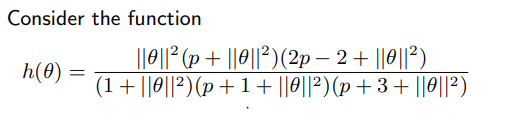 Consider the function
h(θ) = ||θ||²(p + ||θ||²)(2p − 2 + ||θ||²) / (1 + ||θ||²)(p + 1 + ||θ||²)(p + 3 + ||θ||²)
.